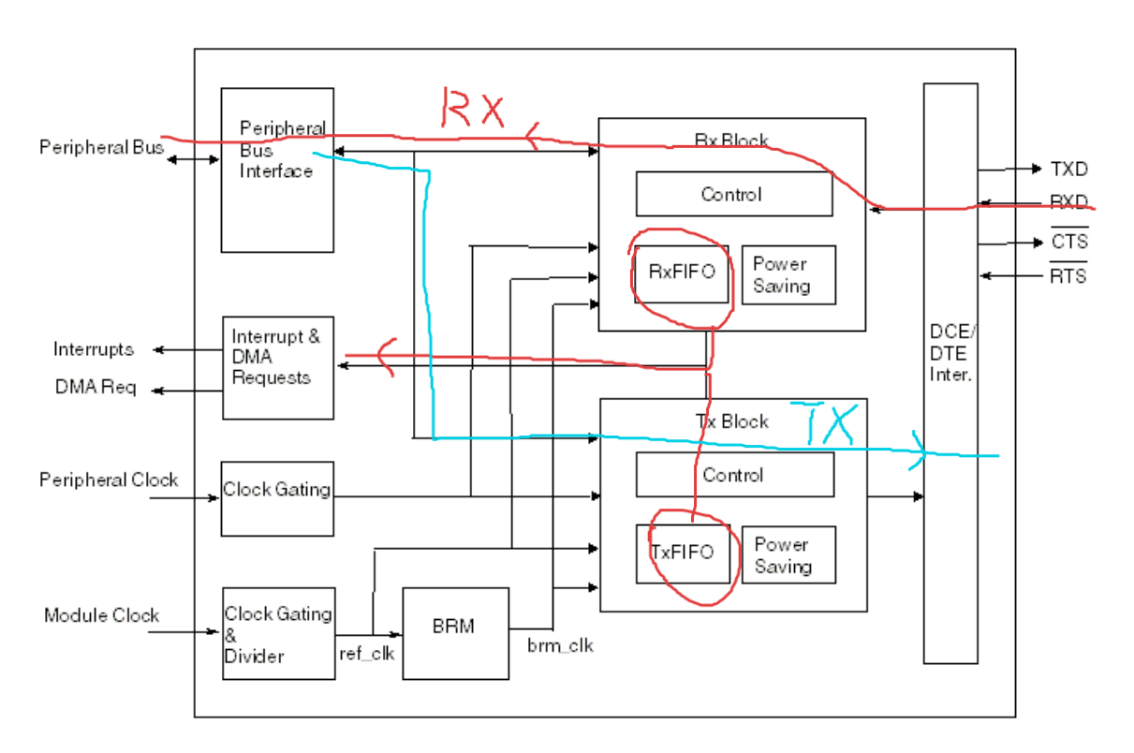 RX
Peripheral Bus
Peripheral
Bus
Interface
Rx Block
Control
RxFIFO
Power
Saving
TXD
RXD
CTS
RTS
Interrupts
DMA Req
Interrupt &
DMA
Requests
DCE/
DTE
Inter.
Tx Block
TX
Control
TxFIFO
Power
Saving
Peripheral Clock
Clock Gating
Module Clock
Clock Gating
&
Divider
ref_clk
BRM
brm_clk